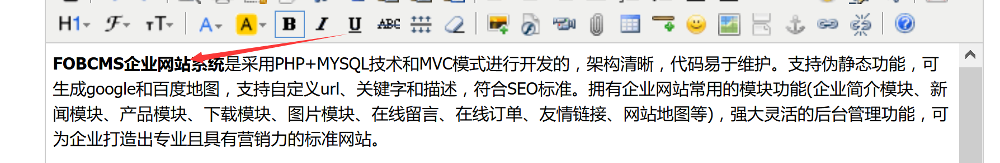 H1 F TT A A B I U ABC
FOBCMS企业网站系统是采用PHP+MYSQL技术和MVC模式进行开发的，架构清晰，代码易于维护。支持伪静态功能，可
生成google和百度地图，支持自定义url、关键字和描述，符合SEO标准。拥有企业网站常用的模块功能(企业简介模块、新
闻模块、产品模块、下载模块、图片模块、在线留言、在线订单、友情链接、网站地图等)，强大灵活的后台管理功能，可
为企业打造出专业且具有营销力的标准网站。